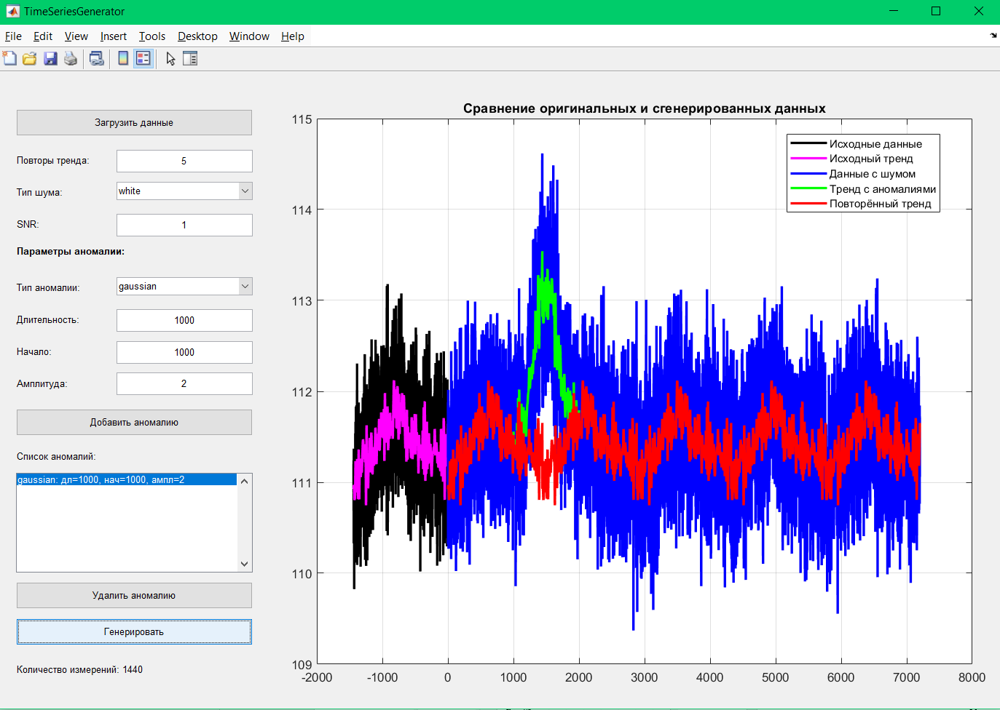 TimeSeriesGenerator
File Edit View Insert Tools Desktop Window Help
Загрузить данные
Повторы тренда: 5
Тип шума: white
SNR: 1
Параметры аномалии:
Тип аномалии: gaussian
Длительность: 1000
Начало: 1000
Амплитуда: 2
Добавить аномалию
Список аномалий:
gaussian: дл=1000, нач=1000, ампл=2
Удалить аномалию
Генерировать
Количество измерений: 1440
Сравнение оригинальных и сгенерированных данных
115
114
113
112
111
110
109
-2000 -1000 0 1000 2000 3000 4000 5000 6000 7000 8000
Исходные данные
Исходный тренд
Данные с шумом
Тренд с аномалиями
Повторённый тренд